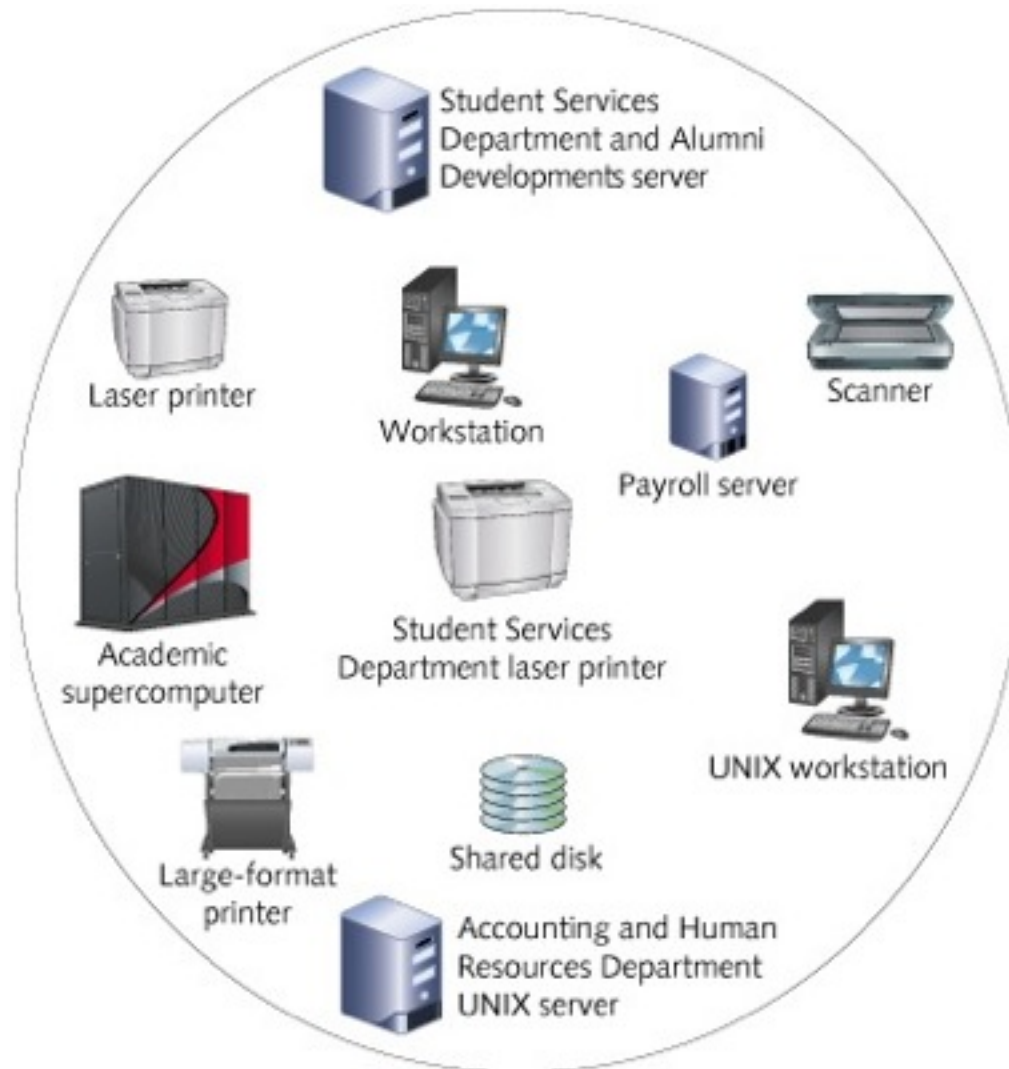 Student Services
Department and Alumni
Developments server
Laser printer
Workstation
Scanner
Payroll server
Academic
supercomputer
Student Services
Department laser printer
UNIX workstation
Large-format
printer
Shared disk
Accounting and Human
Resources Department
UNIX server